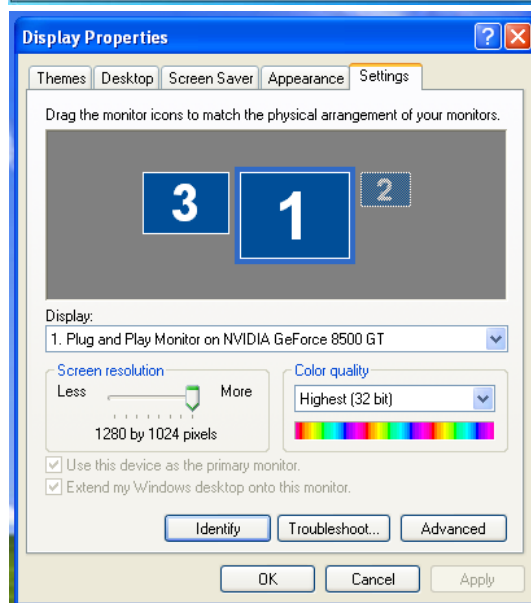 Display Properties
Themes Desktop Screen Saver Appearance Settings
Drag the monitor icons to match the physical arrangement of your monitors.
3 1 2
Display:
1. Plug and Play Monitor on NVIDIA GeForce 8500 GT
Screen resolution
Less More
1280 by 1024 pixels
Color quality
Highest (32 bit)
Use this device as the primary monitor.
Extend my Windows desktop onto this monitor.
Identify Troubleshoot... Advanced
OK Cancel Apply